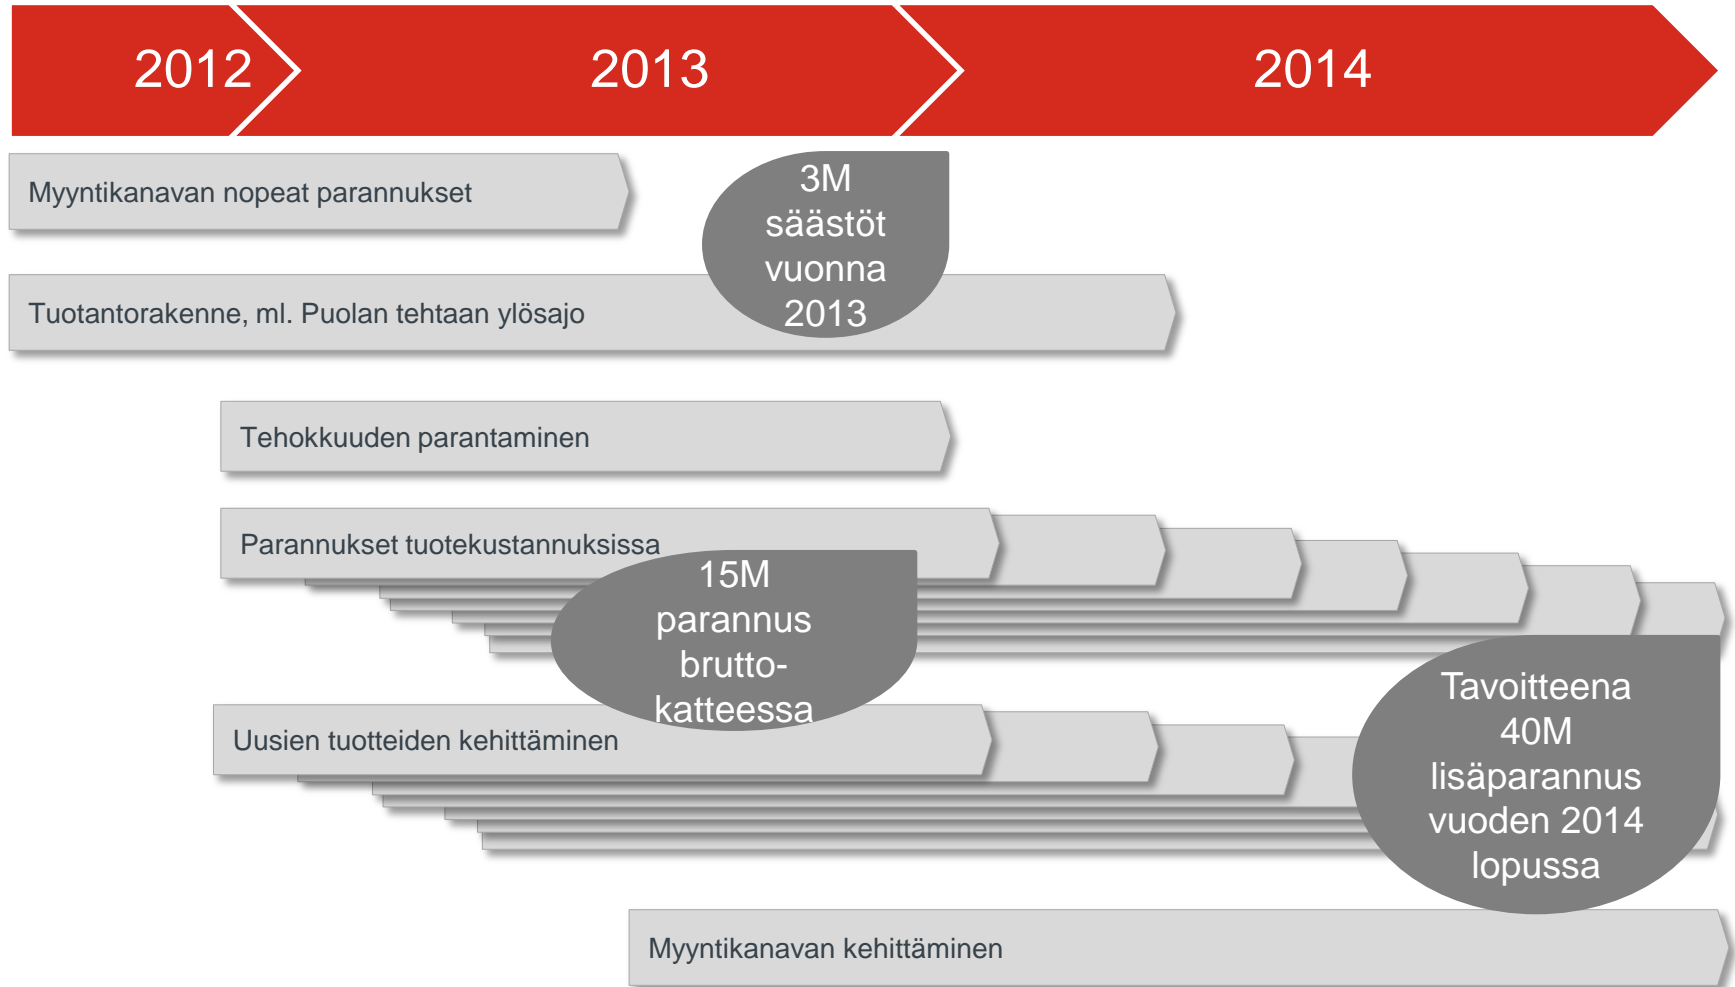 2012
2013
2014
Myyntikanavan nopeat parannukset
3M
säästöt
vuonna
2013
Tuotantorakenne, ml. Puolan tehtaan ylösajo
Tehokkuuden parantaminen
Parannukset tuotekustannuksissa
15M
parannus
brutto-
katteessa
Uusien tuotteiden kehittäminen
Tavoitteena
40M
lisäparannus
vuoden 2014
lopussa
Myyntikanavan kehittäminen